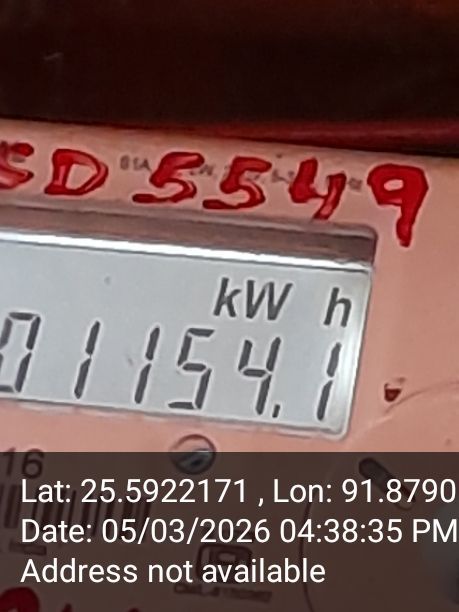 SD 5549
kW h
01154.1
16
Lat: 25.5922171 , Lon: 91.8790
Date: 05/03/2026 04:38:35 PM
Address not available